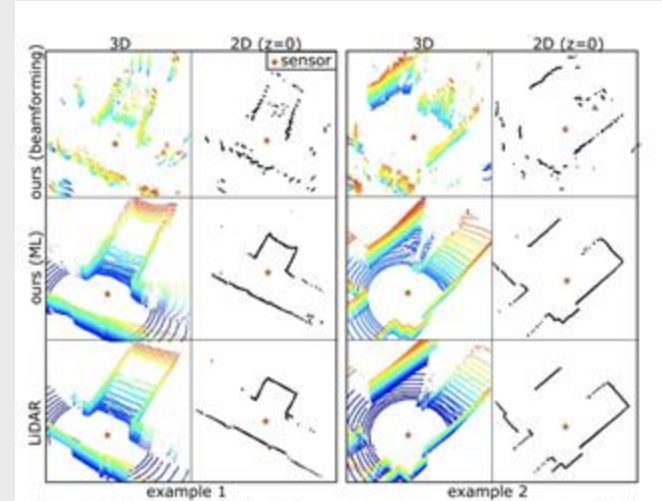 3D 2D (z=0) 3D 2D (z=0)
sensor
ours (beamforming)
ours (ML)
LiDAR
example 1 example 2